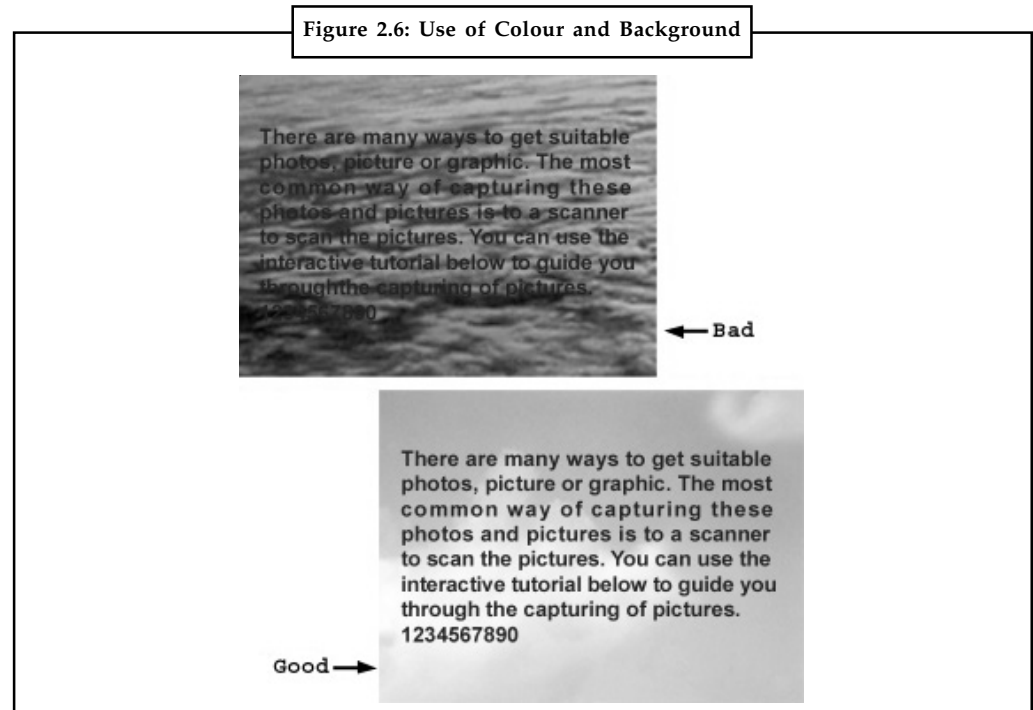 Figure 2.6: Use of Colour and Background
There are many ways to get suitable
photos, picture or graphic. The most
common way of capturing these
photos and pictures is to a scanner
to scan the pictures. You can use the
interactive tutorial below to guide you
throughthe capturing of pictures.
1234567890
Bad
There are many ways to get suitable
photos, picture or graphic. The most
common way of capturing these
photos and pictures is to a scanner
to scan the pictures. You can use the
interactive tutorial below to guide you
through the capturing of pictures.
1234567890
Good